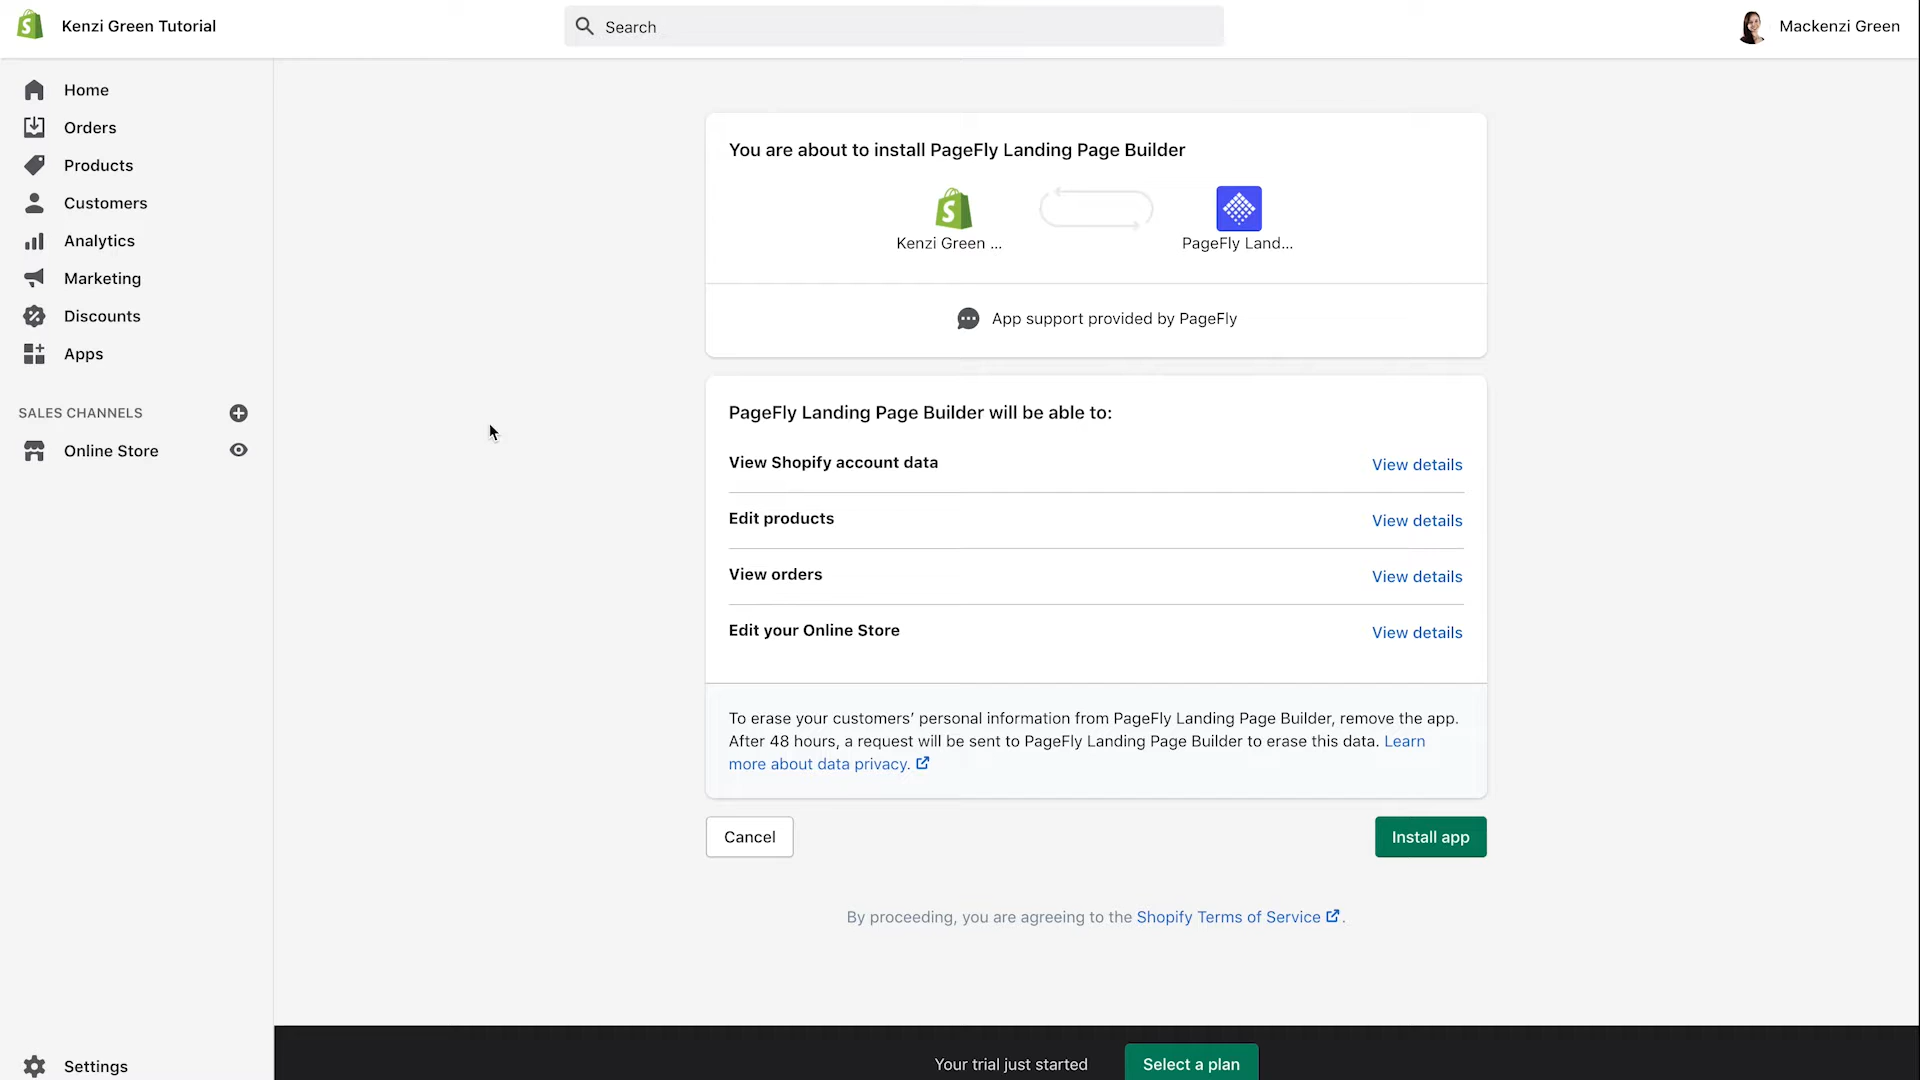 Kenzi Green Tutorial
Search
Mackenzi Green
Home
Orders
Products
Customers
Analytics
Marketing
Discounts
Apps
SALES CHANNELS
Online Store
Settings
You are about to install PageFly Landing Page Builder
Kenzi Green ...
PageFly Land...
App support provided by PageFly
PageFly Landing Page Builder will be able to:
View Shopify account data
View details
Edit products
View details
View orders
View details
Edit your Online Store
View details
To erase your customers' personal information from PageFly Landing Page Builder, remove the app.
After 48 hours, a request will be sent to PageFly Landing Page Builder to erase this data. Learn
more about data privacy.
Cancel
Install app
By proceeding, you are agreeing to the Shopify Terms of Service .
Your trial just started
Select a plan